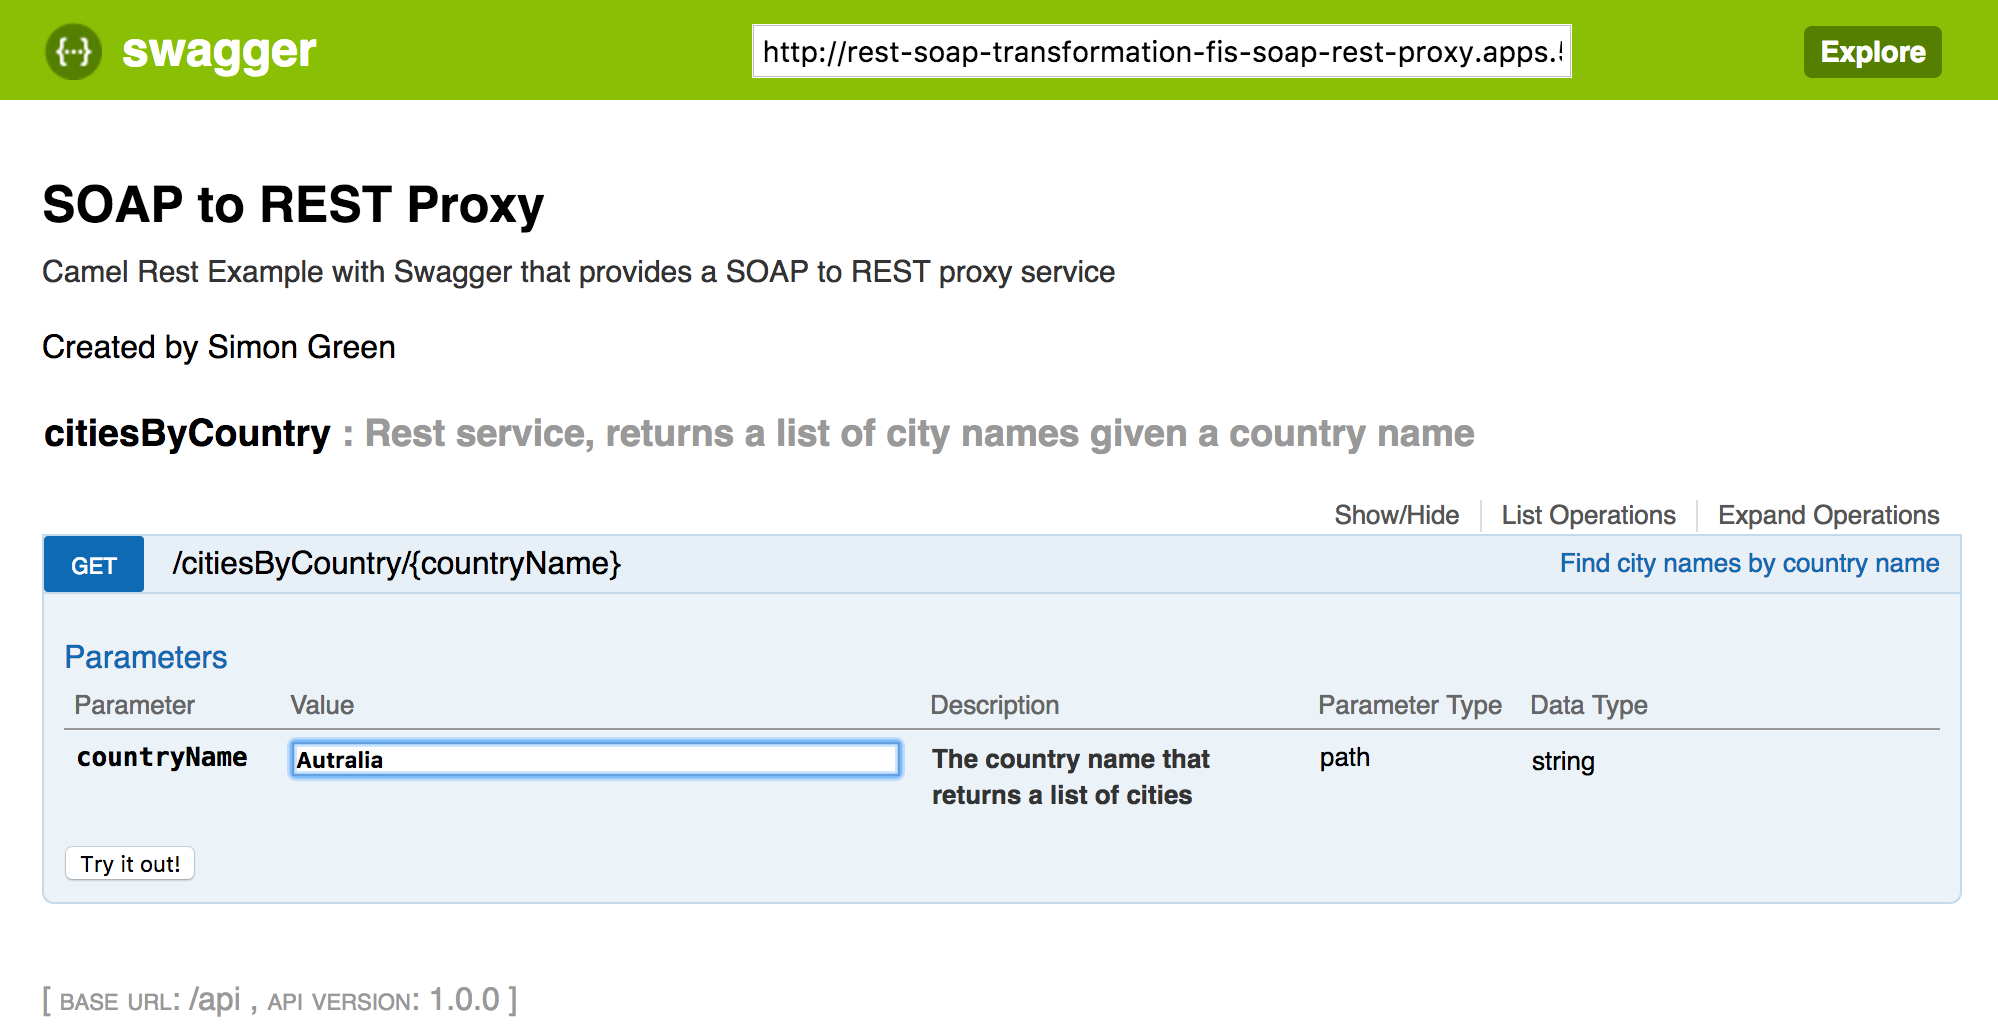 {···} swagger
http://rest-soap-transformation-fis-soap-rest-proxy.apps.
Explore
SOAP to REST Proxy
Camel Rest Example with Swagger that provides a SOAP to REST proxy service
Created by Simon Green
citiesByCountry : Rest service, returns a list of city names given a country name
Show/Hide List Operations Expand Operations
GET /citiesByCountry/{countryName} Find city names by country name
Parameters
Parameter Value Description Parameter Type Data Type
countryName Autralia The country name that path string
returns a list of cities
Try it out!
[ BASE URL: /api , API VERSION: 1.0.0 ]